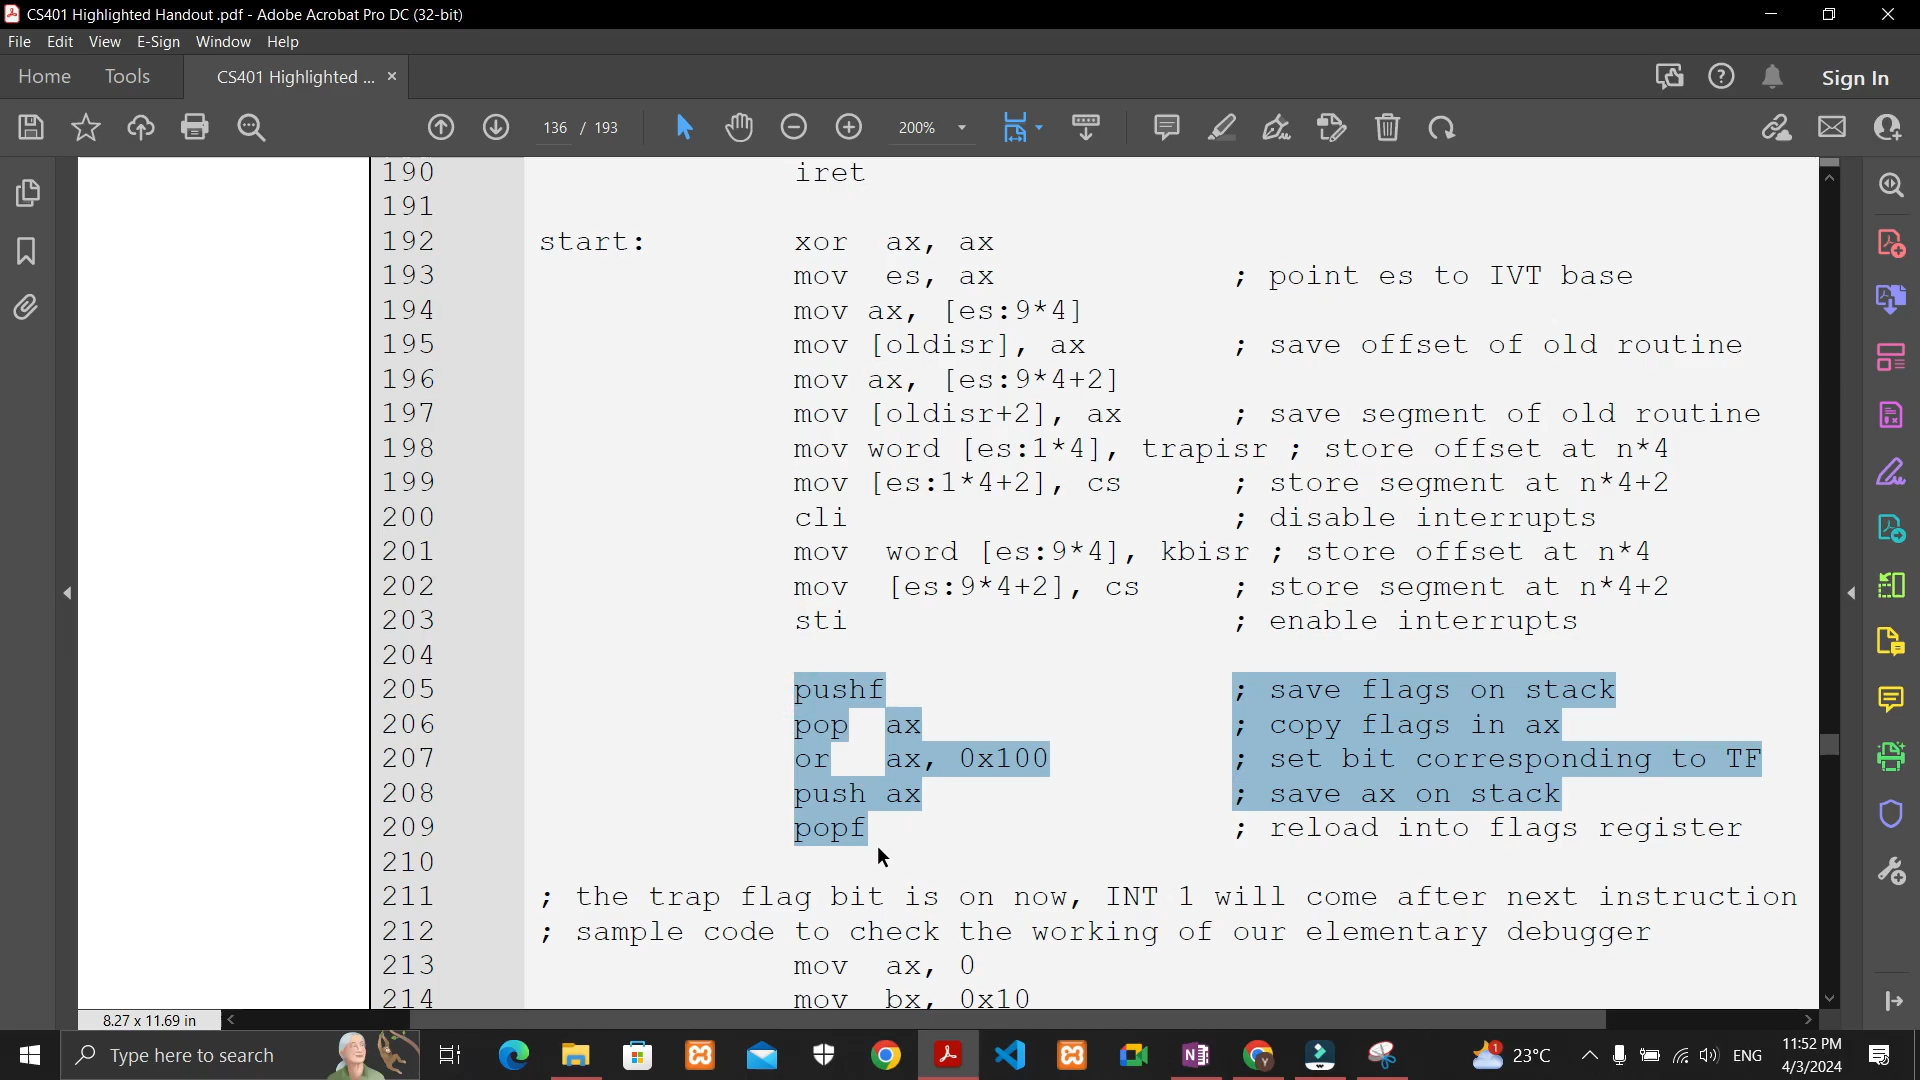 CS401 Highlighted Handout .pdf - Adobe Acrobat Pro DC (32-bit)
File Edit View E-Sign Window Help
Home Tools CS401 Highlighted ... × Sign In
136 / 193 200%
190 iret
191
192 start: xor ax, ax
193 mov es, ax ; point es to IVT base
194 mov ax, [es:9*4]
195 mov [oldisr], ax ; save offset of old routine
196 mov ax, [es:9*4+2]
197 mov [oldisr+2], ax ; save segment of old routine
198 mov word [es:1*4], trapisr ; store offset at n*4
199 mov [es:1*4+2], cs ; store segment at n*4+2
200 cli ; disable interrupts
201 mov word [es:9*4], kbisr ; store offset at n*4
202 mov [es:9*4+2], cs ; store segment at n*4+2
203 sti ; enable interrupts
204
205 pushf ; save flags on stack
206 pop ax ; copy flags in ax
207 or ax, 0x100 ; set bit corresponding to TF
208 push ax ; save ax on stack
209 popf ; reload into flags register
210
211 ; the trap flag bit is on now, INT 1 will come after next instruction
212 ; sample code to check the working of our elementary debugger
213 mov ax, 0
214 mov bx, 0x10
8.27 x 11.69 in
Type here to search 1 23°C ENG 11:52 PM
4/3/2024